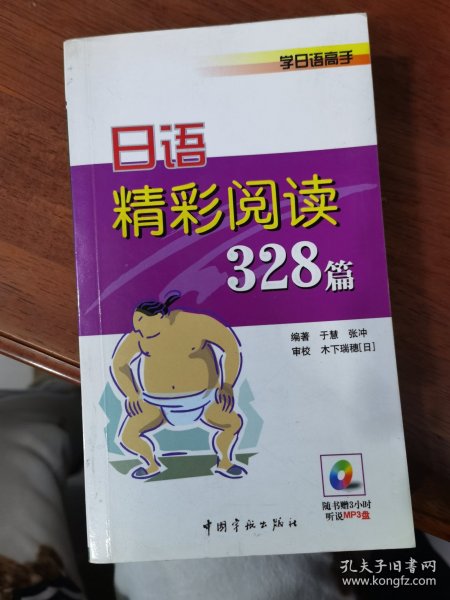 学日语高手
日语
精彩阅读
328篇
编著 于慧 张冲
审校 木下瑞穗[日]
随书赠3小时
听说MP3盘
中国宇航出版社
孔夫子旧书网
www.kongfz.com